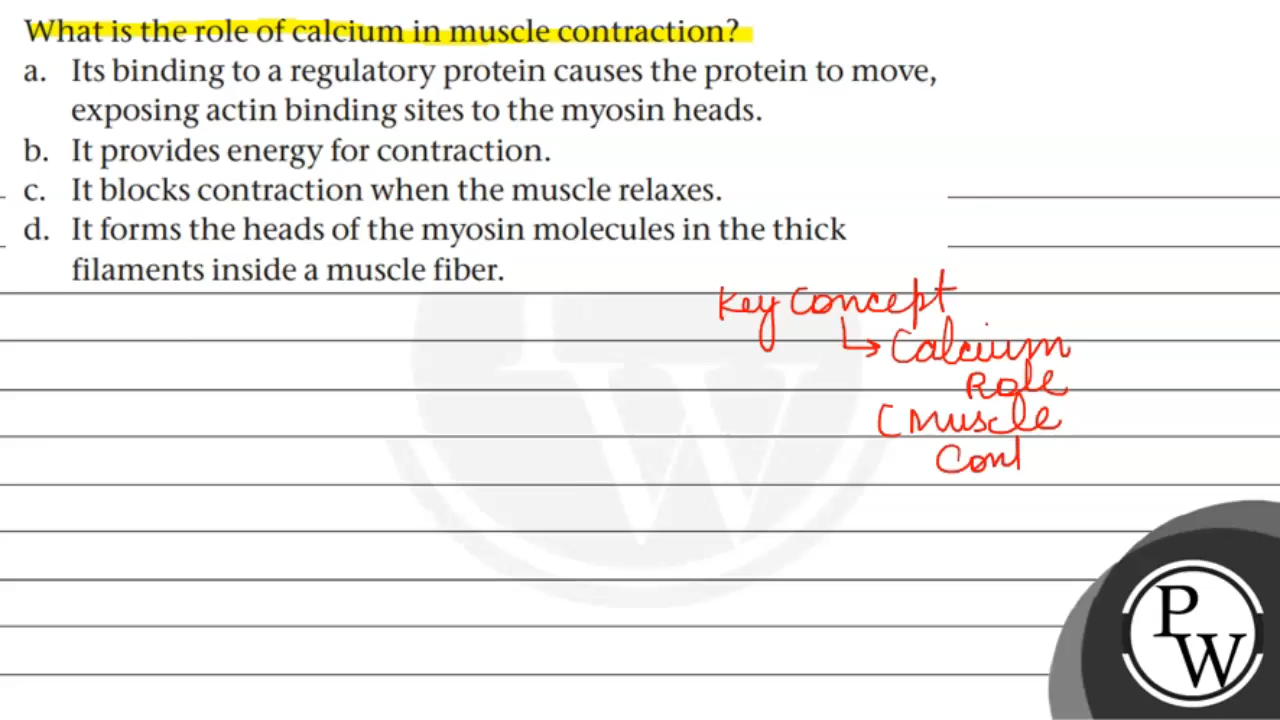 What is the role of calcium in muscle contraction?
a. Its binding to a regulatory protein causes the protein to move,
exposing actin binding sites to the myosin heads.
b. It provides energy for contraction.
c. It blocks contraction when the muscle relaxes.
d. It forms the heads of the myosin molecules in the thick
filaments inside a muscle fiber.
Key Concept
↳ Calcium
Role
(Muscle
Cont
PW